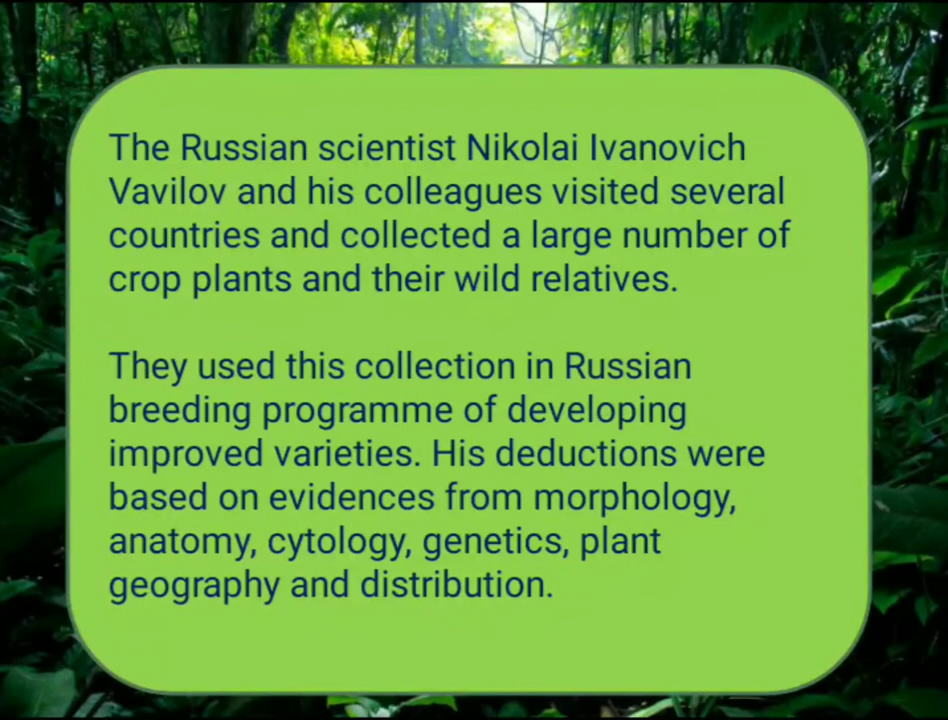 The Russian scientist Nikolai Ivanovich
Vavilov and his colleagues visited several
countries and collected a large number of
crop plants and their wild relatives.
They used this collection in Russian
breeding programme of developing
improved varieties. His deductions were
based on evidences from morphology,
anatomy, cytology, genetics, plant
geography and distribution.